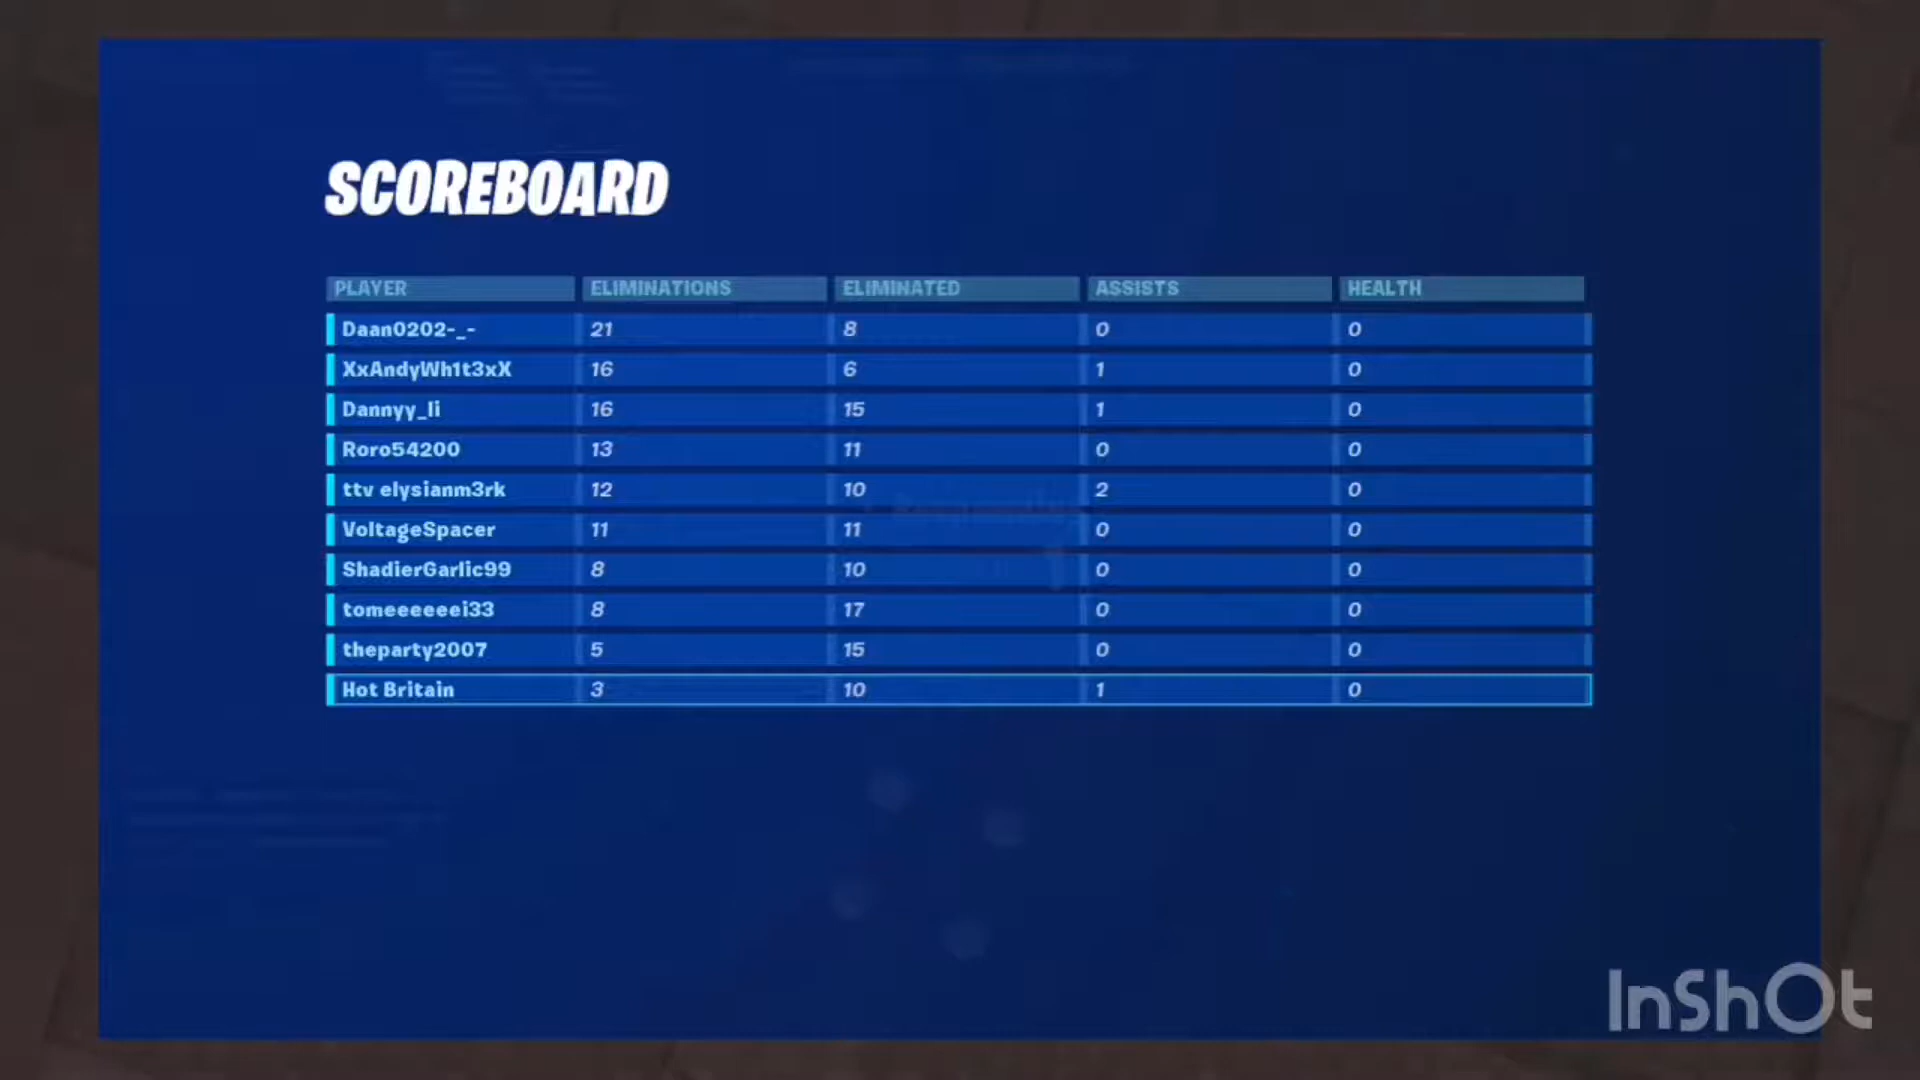 SCOREBOARD
PLAYER ELIMINATIONS ELIMINATED ASSISTS HEALTH
Daan0202-_- 21 8 0 0
XxAndyWh1t3xX 16 6 1 0
Dannyy_li 16 15 1 0
Roro54200 13 11 0 0
ttv elysianm3rk 12 10 2 0
VoltageSpacer 11 11 0 0
ShadierGarlic99 8 10 0 0
tomeeeeeei33 8 17 0 0
theparty2007 5 15 0 0
Hot Britain 3 10 1 0
InShOt